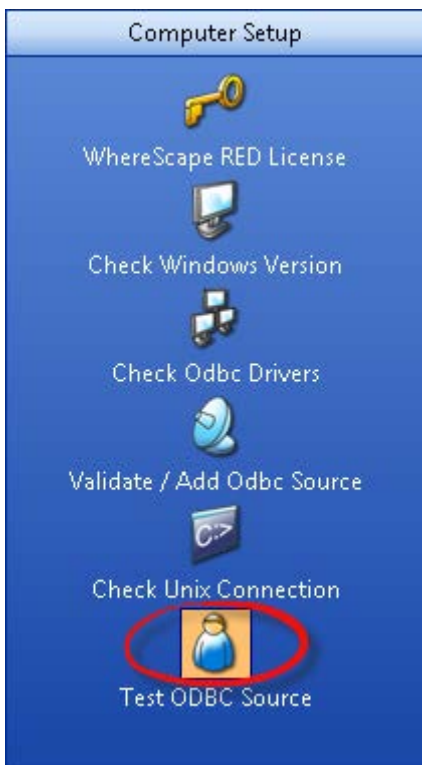 Computer Setup
WhereScape RED License
Check Windows Version
Check Odbc Drivers
Validate / Add Odbc Source
C:>
Check Unix Connection
Test ODBC Source